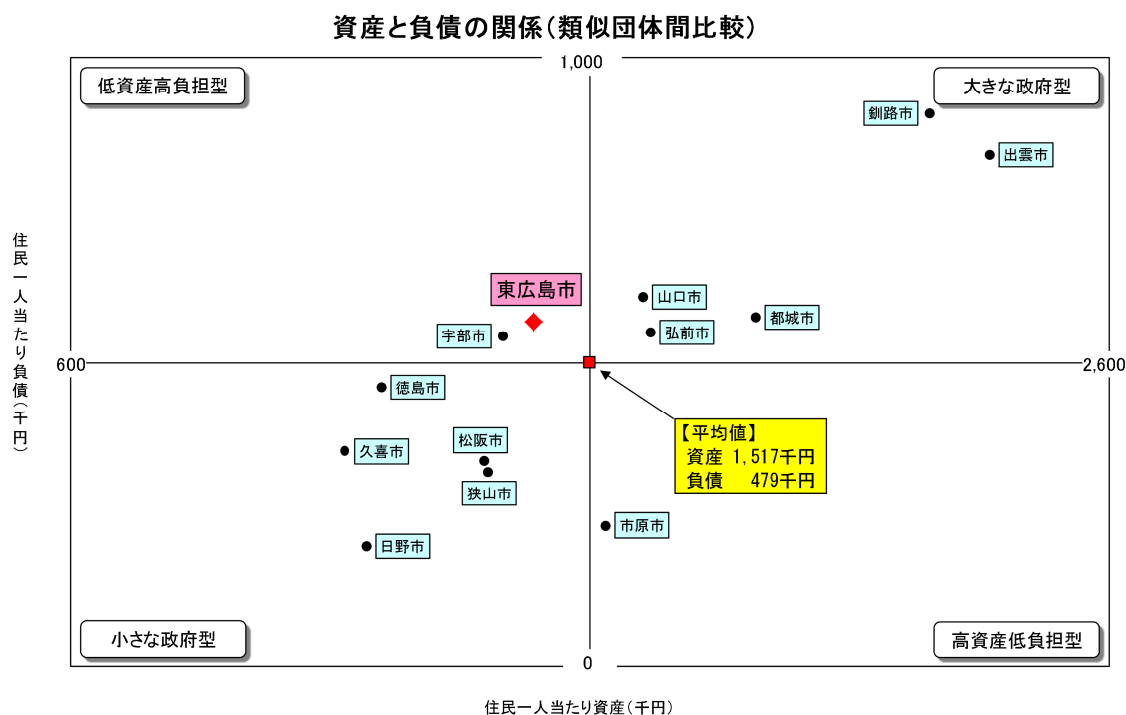 資産と負債の関係（類似団体間比較）
1,000
低資産高負担型
大きな政府型
釧路市
出雲市
住民一人当たり負債（千円）
東広島市
山口市
都城市
宇部市
弘前市
600
2,600
徳島市
【平均値】
資産 1,517千円
負債 479千円
松阪市
久喜市
狭山市
市原市
日野市
小さな政府型
高資産低負担型
0
住民一人当たり資産（千円）